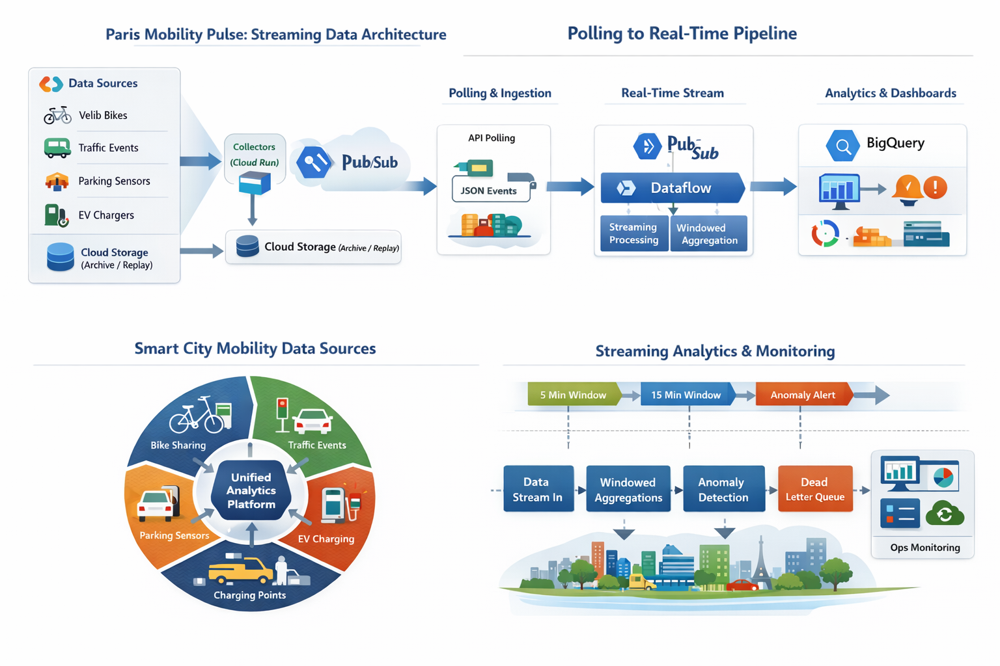 Paris Mobility Pulse: Streaming Data Architecture
Data Sources
Velib Bikes
Traffic Events
Parking Sensors
EV Chargers
Cloud Storage
(Archive / Replay)
Collectors
(Cloud Run)
Pub/Sub
Cloud Storage (Archive / Replay)
Polling to Real-Time Pipeline
Polling & Ingestion
API Polling
JSON Events
Real-Time Stream
Pub-
Sub
Dataflow
Streaming
Processing
Windowed
Aggregation
Analytics & Dashboards
BigQuery
Smart City Mobility Data Sources
Bike Sharing
Traffic Events
Unified
Analytics
Platform
Parking Sensors
EV Charging
Charging Points
Streaming Analytics & Monitoring
5 Min Window
15 Min Window
Anomaly Alert
Data
Stream In
Windowed
Aggregations
Anomaly
Detection
Dead
Letter Queue
Ops Monitoring